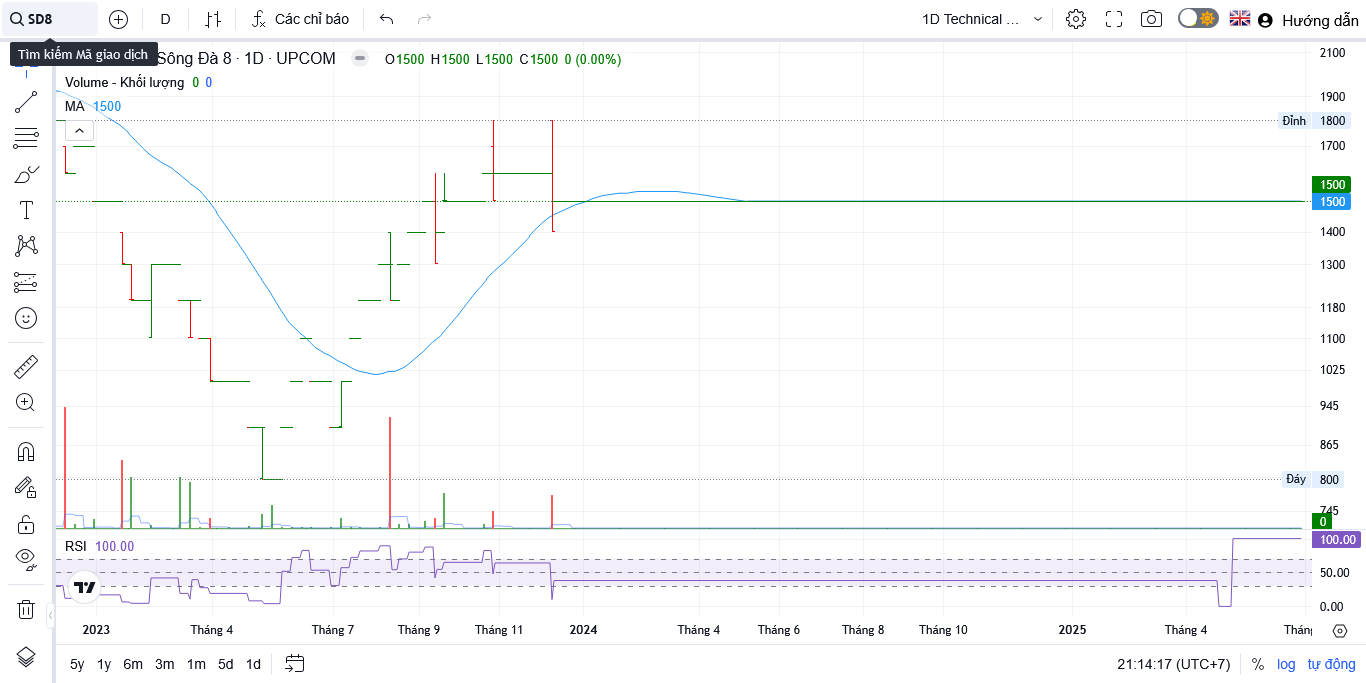 SD8
D
Các chỉ báo
1D Technical ...
Hướng dẫn
Tìm kiếm Mã giao dịch
Sông Đà 8 · 1D · UPCOM
O1500 H1500 L1500 C1500 0 (0.00%)
Volume - Khối lượng 0 0
MA 1500
2100
1900
Đỉnh 1800
1700
1500
1500
1400
1300
1180
1100
1025
945
865
Đáy 800
745
0
RSI 100.00
100.00
50.00
0.00
2023 Tháng 4 Tháng 7 Tháng 9 Tháng 11 2024 Tháng 4 Tháng 6 Tháng 8 Tháng 10 2025 Tháng 4 Tháng
5y 1y 6m 3m 1m 5d 1d
21:14:17 (UTC+7) % log tự động